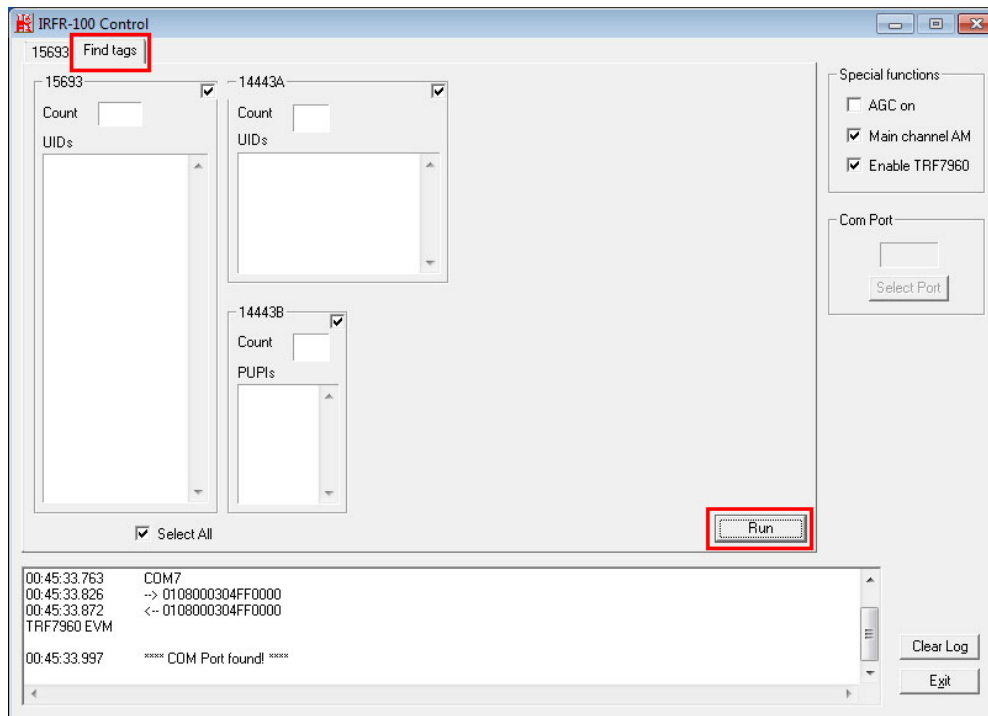 IRFR-100 Control
15693 Find tags
15693
Count
UIDs
14443A
Count
UIDs
14443B
Count
PUPIs
Select All
Run
Special functions
AGC on
Main channel AM
Enable TRF7960
Com Port
Select Port
00:45:33.763 COM7
00:45:33.826 --> 0108000304FF0000
00:45:33.872 <-- 0108000304FF0000
TRF7960 EVM
00:45:33.997 **** COM Port found! ****
Clear Log
Exit